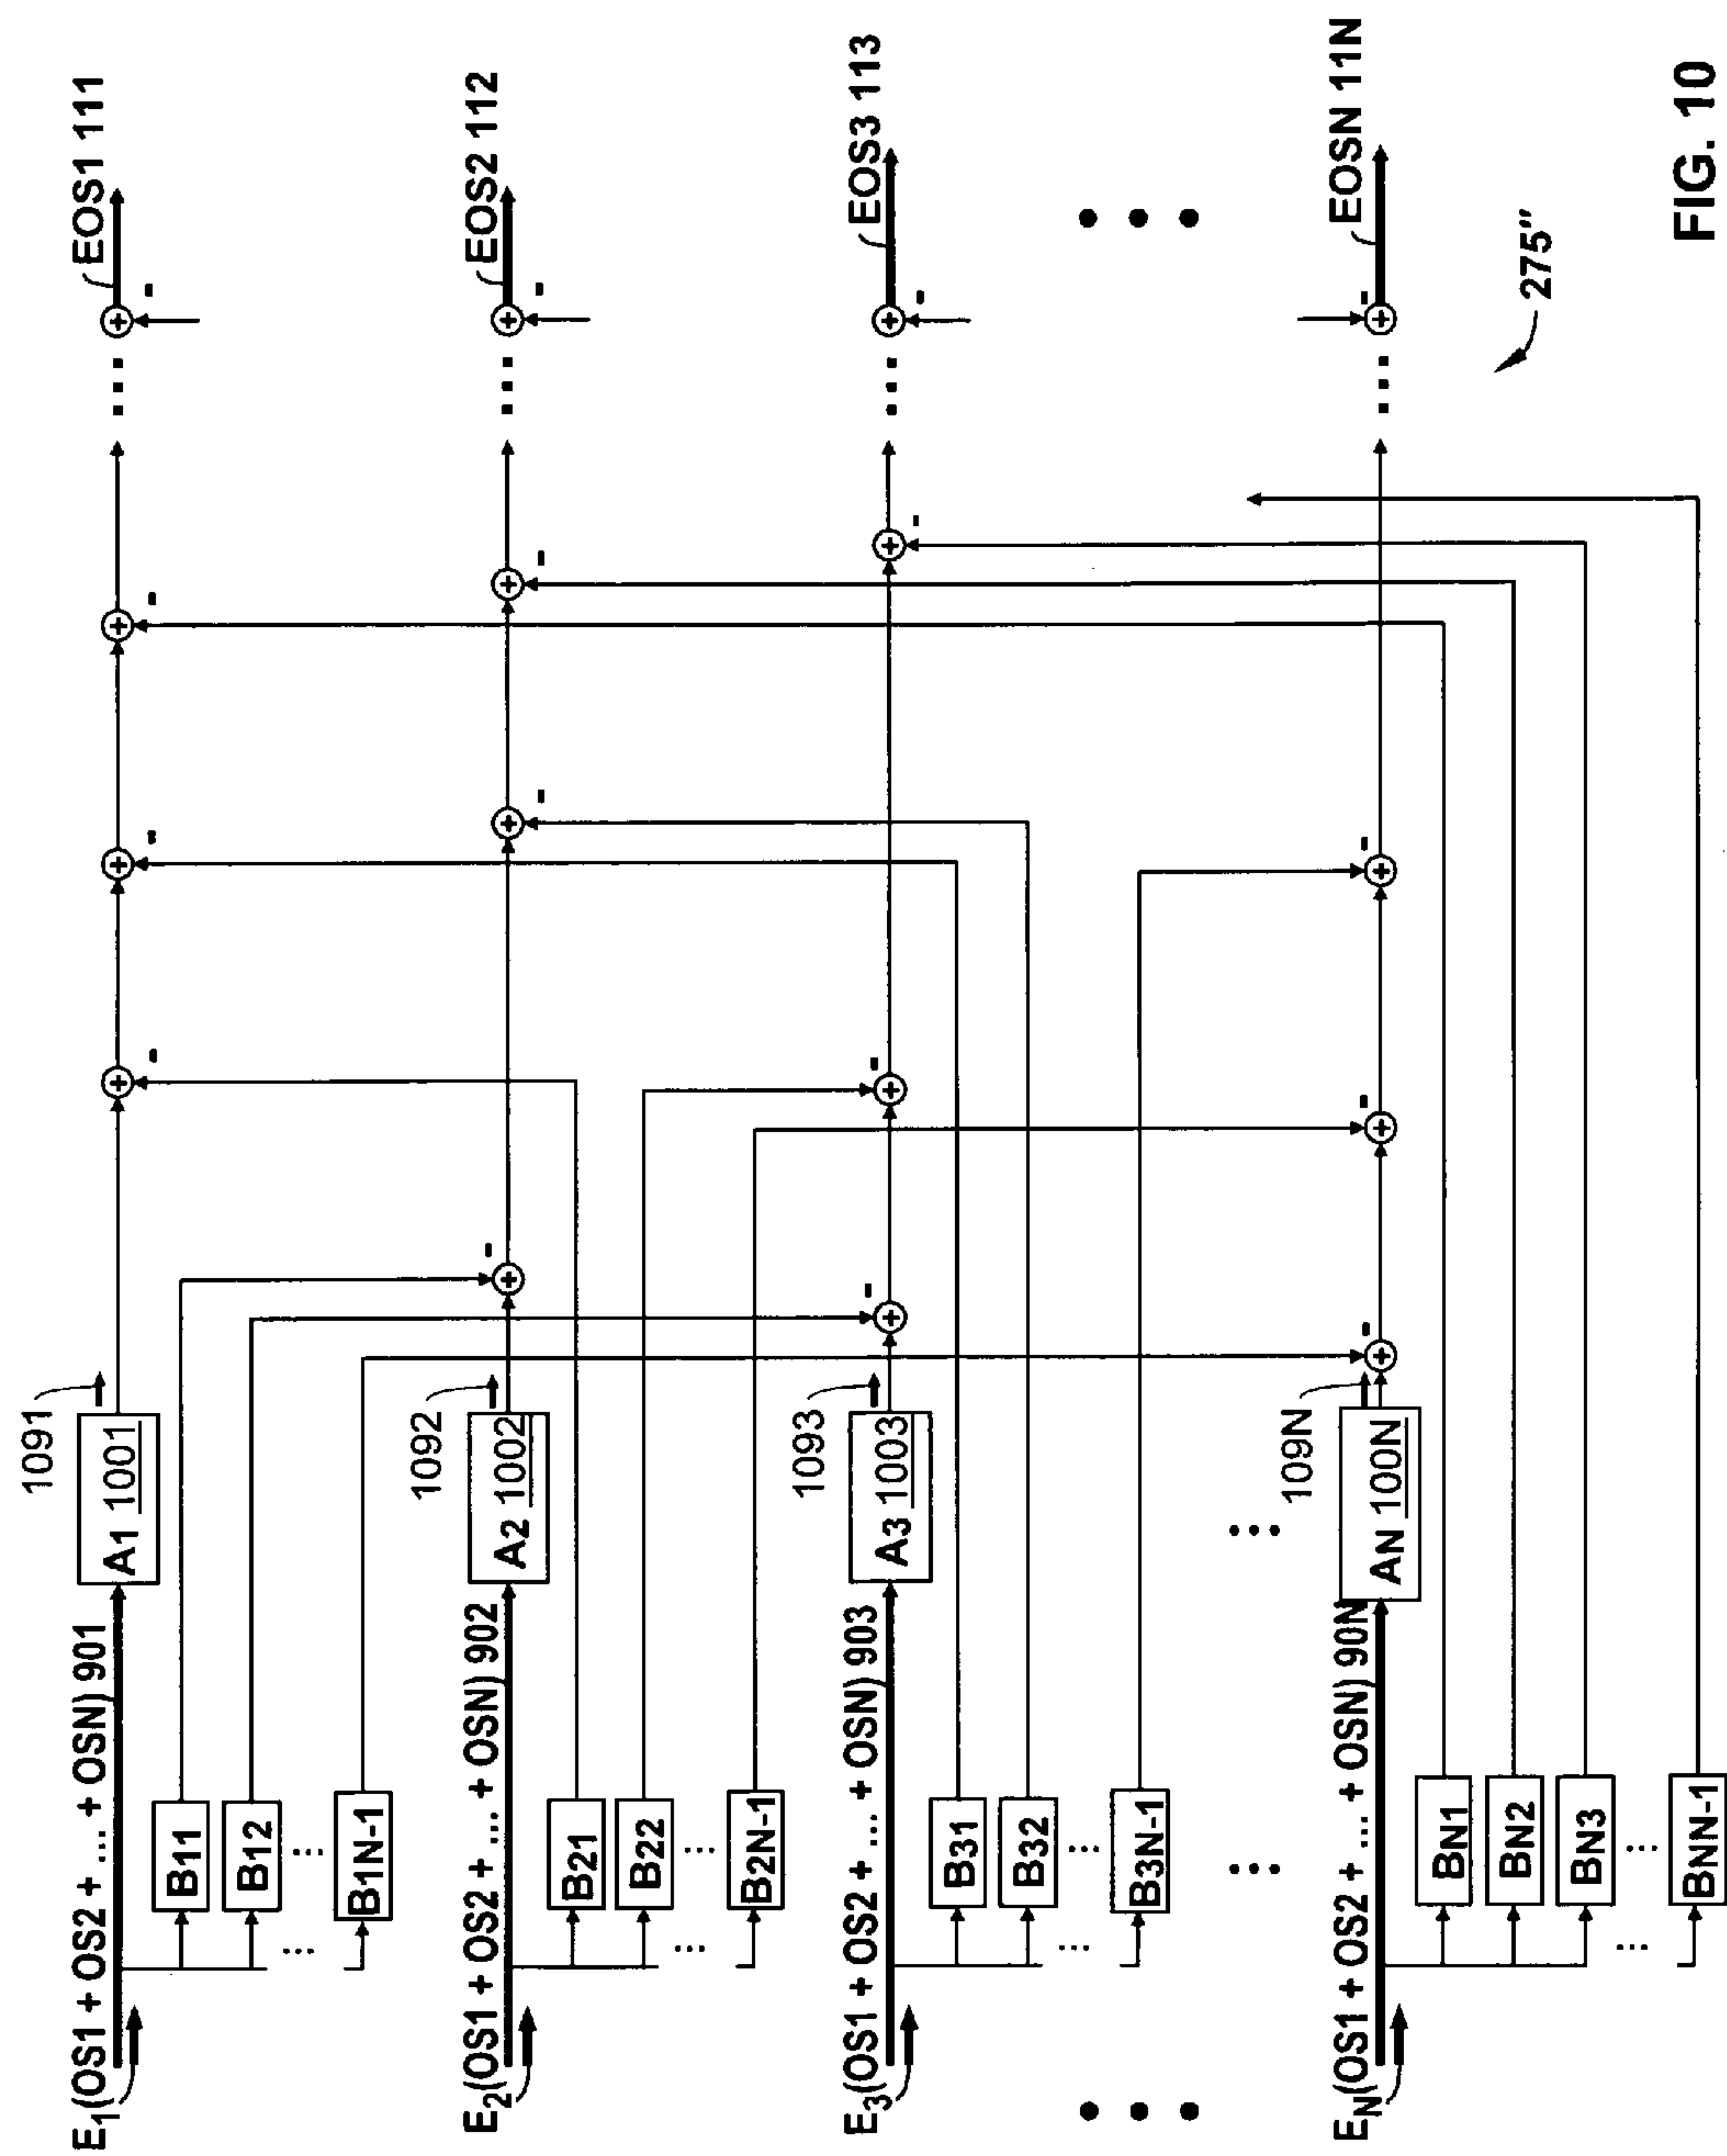 E1(OS1 + OS2 + ... + OSN) 901
A1 1001
1091
EOS1 111
B11
B12
...
B1N-1
E2(OS1 + OS2 + ... + OSN) 902
A2 1002
1092
EOS2 112
B21
B22
...
B2N-1
E3(OS1 + OS2 + ... + OSN) 903
A3 1003
1093
EOS3 113
B31
B32
...
B3N-1
EN(OS1 + OS2 + ... + OSN) 90N
AN 100N
109N
EOSN 11N
BN1
BN2
BN3
...
BNN-1
275″
FIG. 10